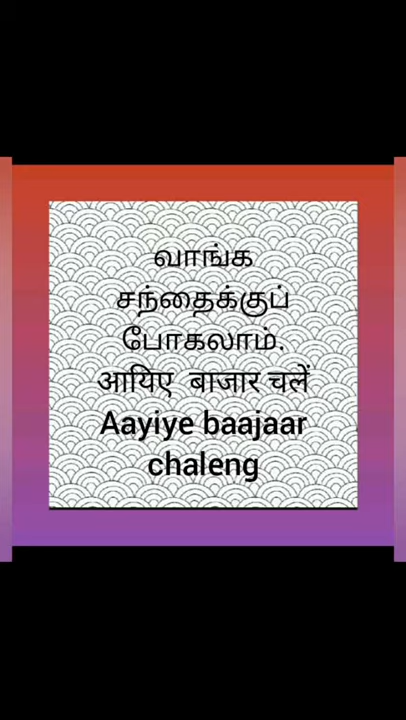 வாங்க
சந்தைக்குப்
போகலாம்.
आयिए बाजार चलें
Aayiye baajaar
chaleng